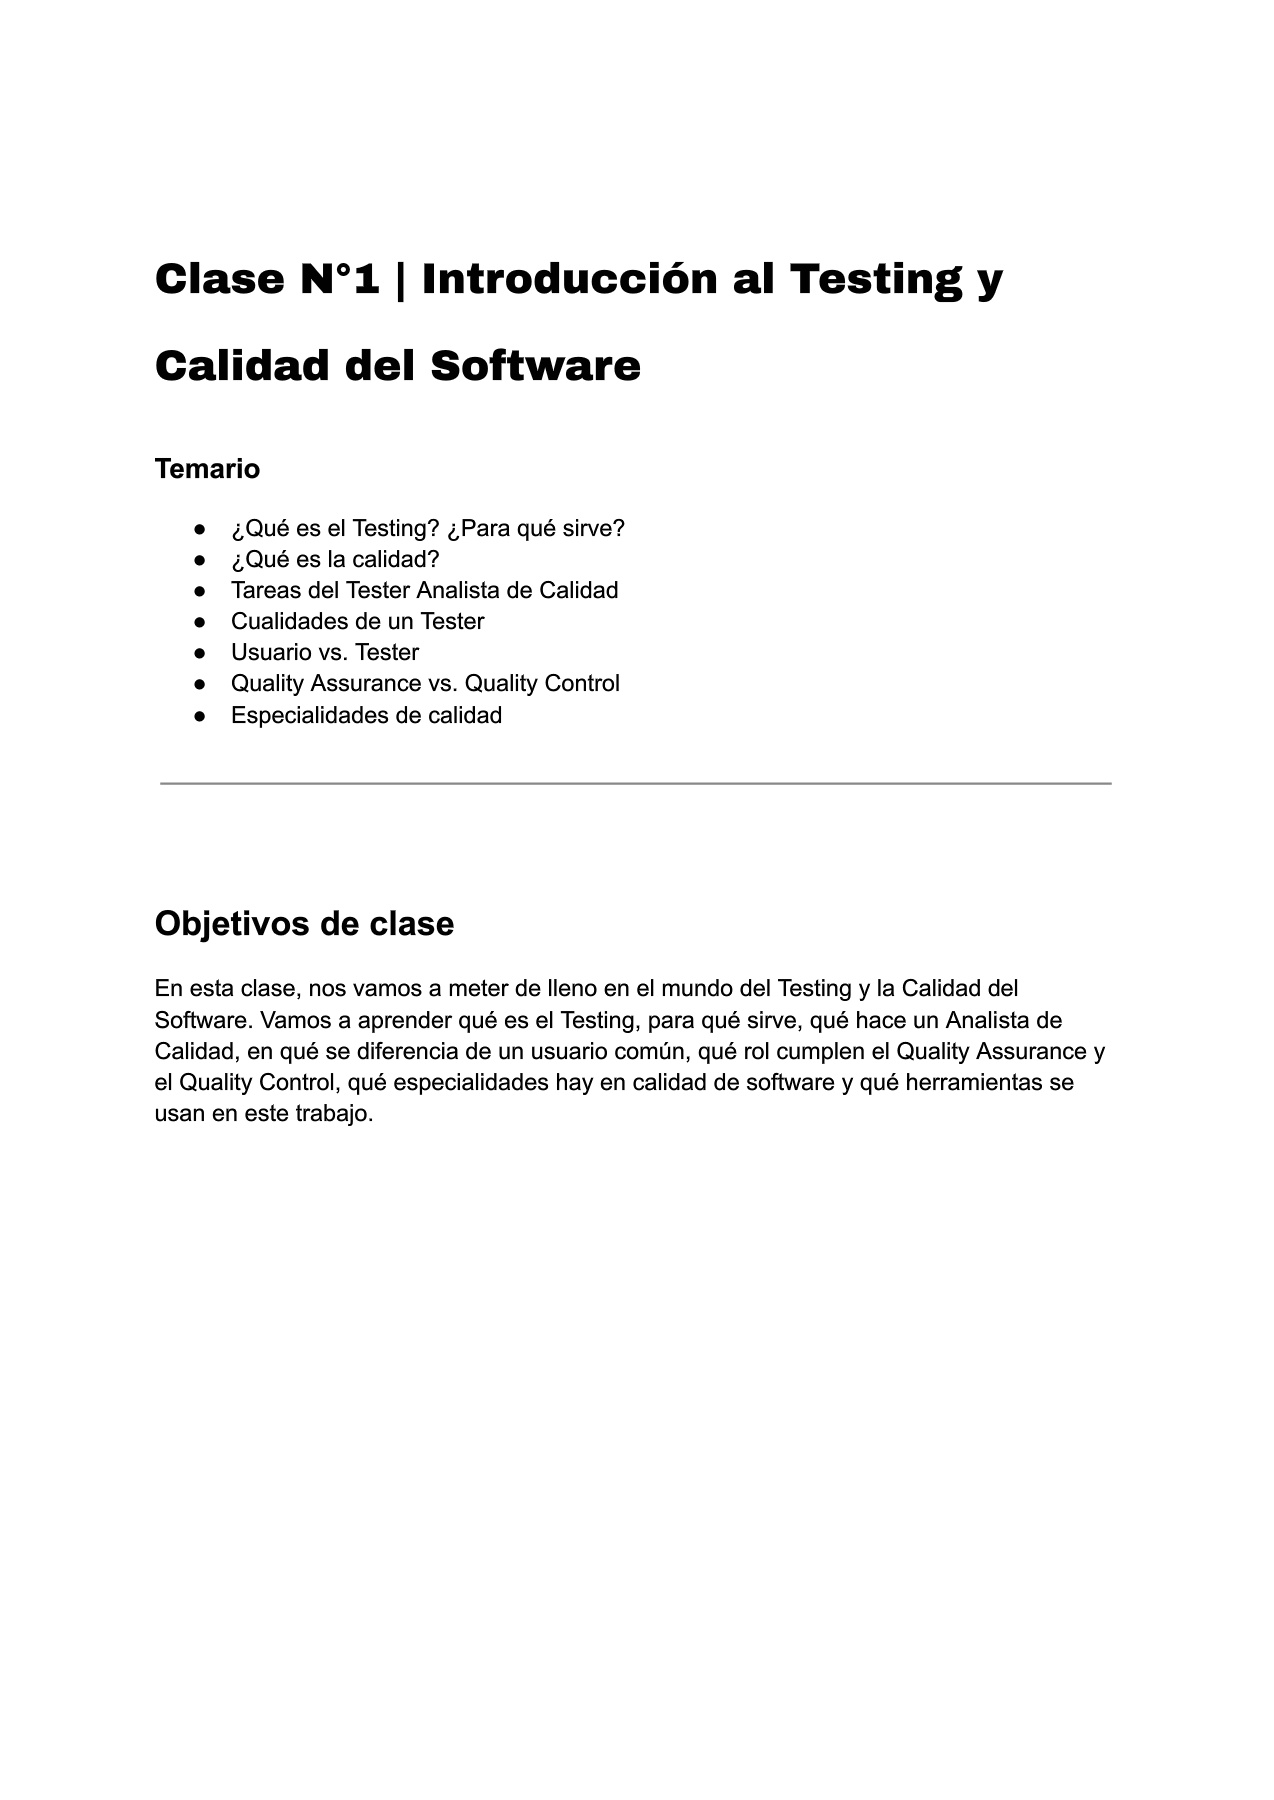 Clase N°1 | Introducción al Testing y
Calidad del Software
Temario
● ¿Qué es el Testing? ¿Para qué sirve?
● ¿Qué es la calidad?
● Tareas del Tester Analista de Calidad
● Cualidades de un Tester
● Usuario vs. Tester
● Quality Assurance vs. Quality Control
● Especialidades de calidad
Objetivos de clase
En esta clase, nos vamos a meter de lleno en el mundo del Testing y la Calidad del
Software. Vamos a aprender qué es el Testing, para qué sirve, qué hace un Analista de
Calidad, en qué se diferencia de un usuario común, qué rol cumplen el Quality Assurance y
el Quality Control, qué especialidades hay en calidad de software y qué herramientas se
usan en este trabajo.